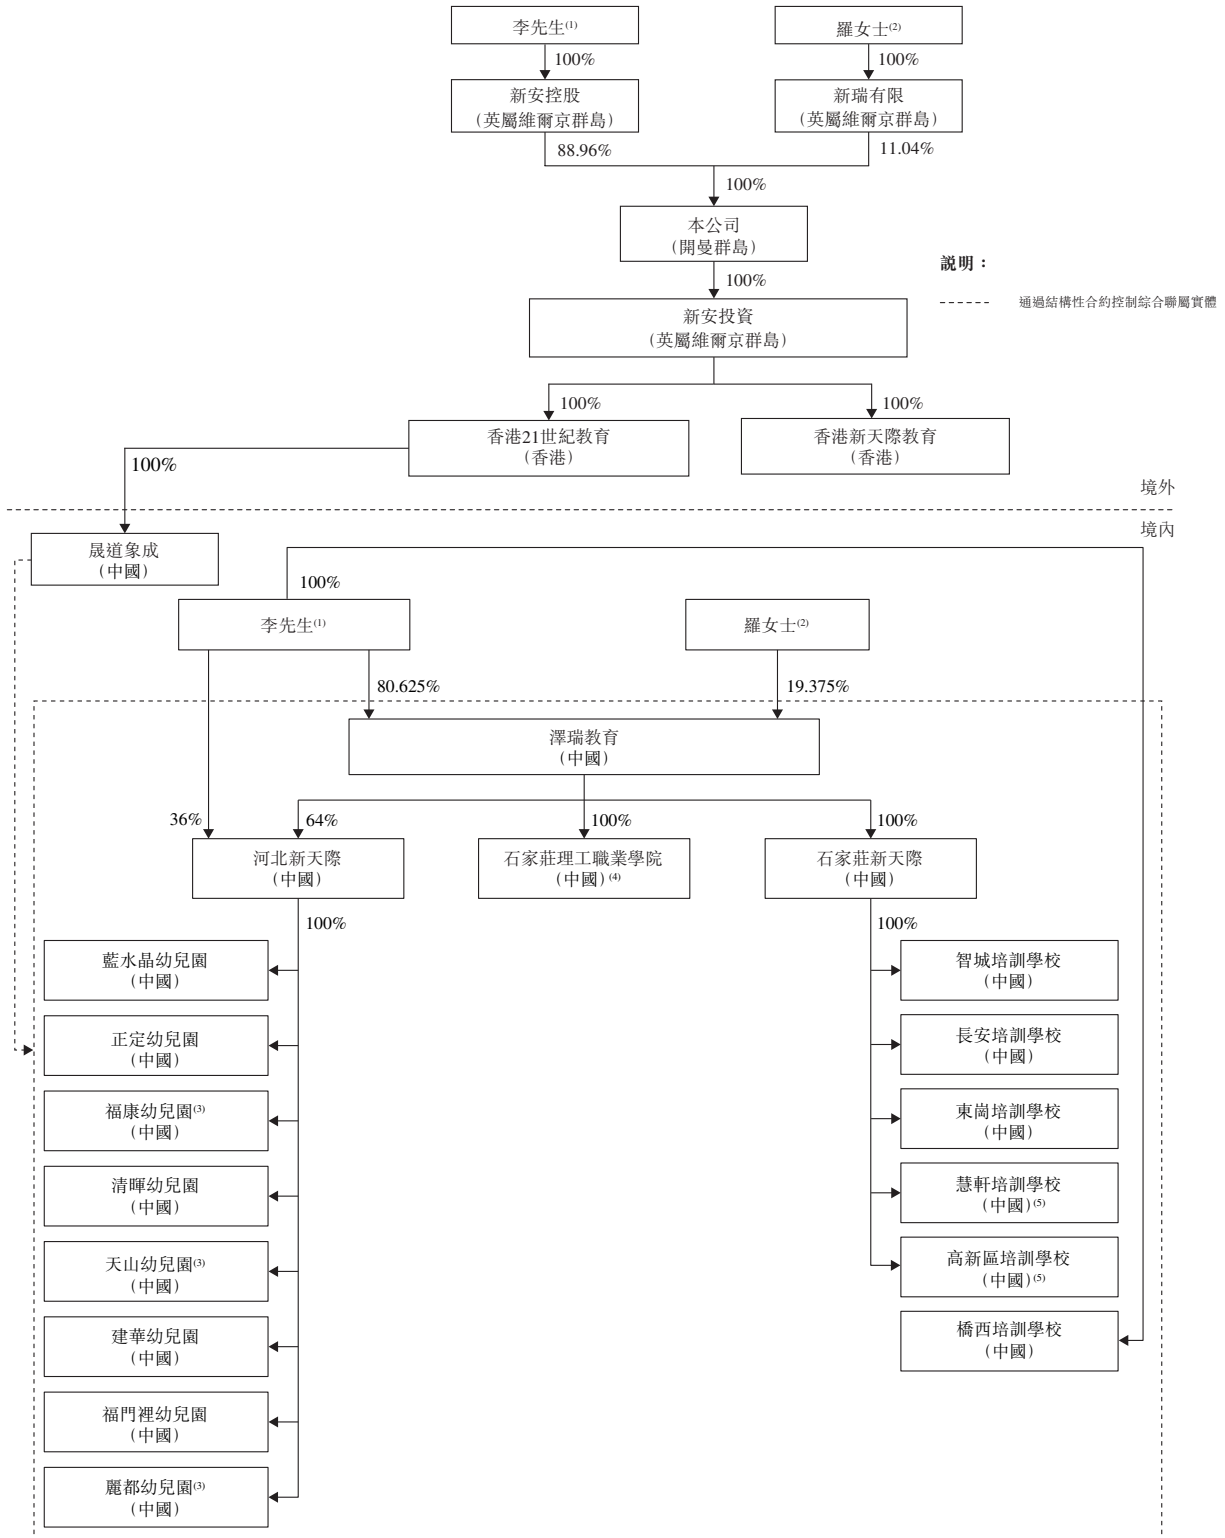 李先生(1)
羅女士(2)
100%
100%
新安控股
(英屬維爾京群島)
新瑞有限
(英屬維爾京群島)
88.96%
11.04%
100%
本公司
(開曼群島)
說明：
100%
通過結構性合約控制綜合聯屬實體
新安投資
(英屬維爾京群島)
100%
100%
香港21世紀教育
(香港)
香港新天際教育
(香港)
100%
境外
境內
晟道象成
(中國)
100%
李先生(1)
羅女士(2)
80.625%
19.375%
澤瑞教育
(中國)
36%
64%
100%
100%
河北新天際
(中國)
石家莊理工職業學院
(中國)(4)
石家莊新天際
(中國)
100%
100%
藍水晶幼兒園
(中國)
正定幼兒園
(中國)
福康幼兒園(3)
(中國)
清暉幼兒園
(中國)
天山幼兒園(3)
(中國)
建華幼兒園
(中國)
福門裡幼兒園
(中國)
麗都幼兒園(3)
(中國)
智城培訓學校
(中國)
長安培訓學校
(中國)
東崗培訓學校
(中國)
慧軒培訓學校
(中國)(5)
高新區培訓學校
(中國)(5)
橋西培訓學校
(中國)